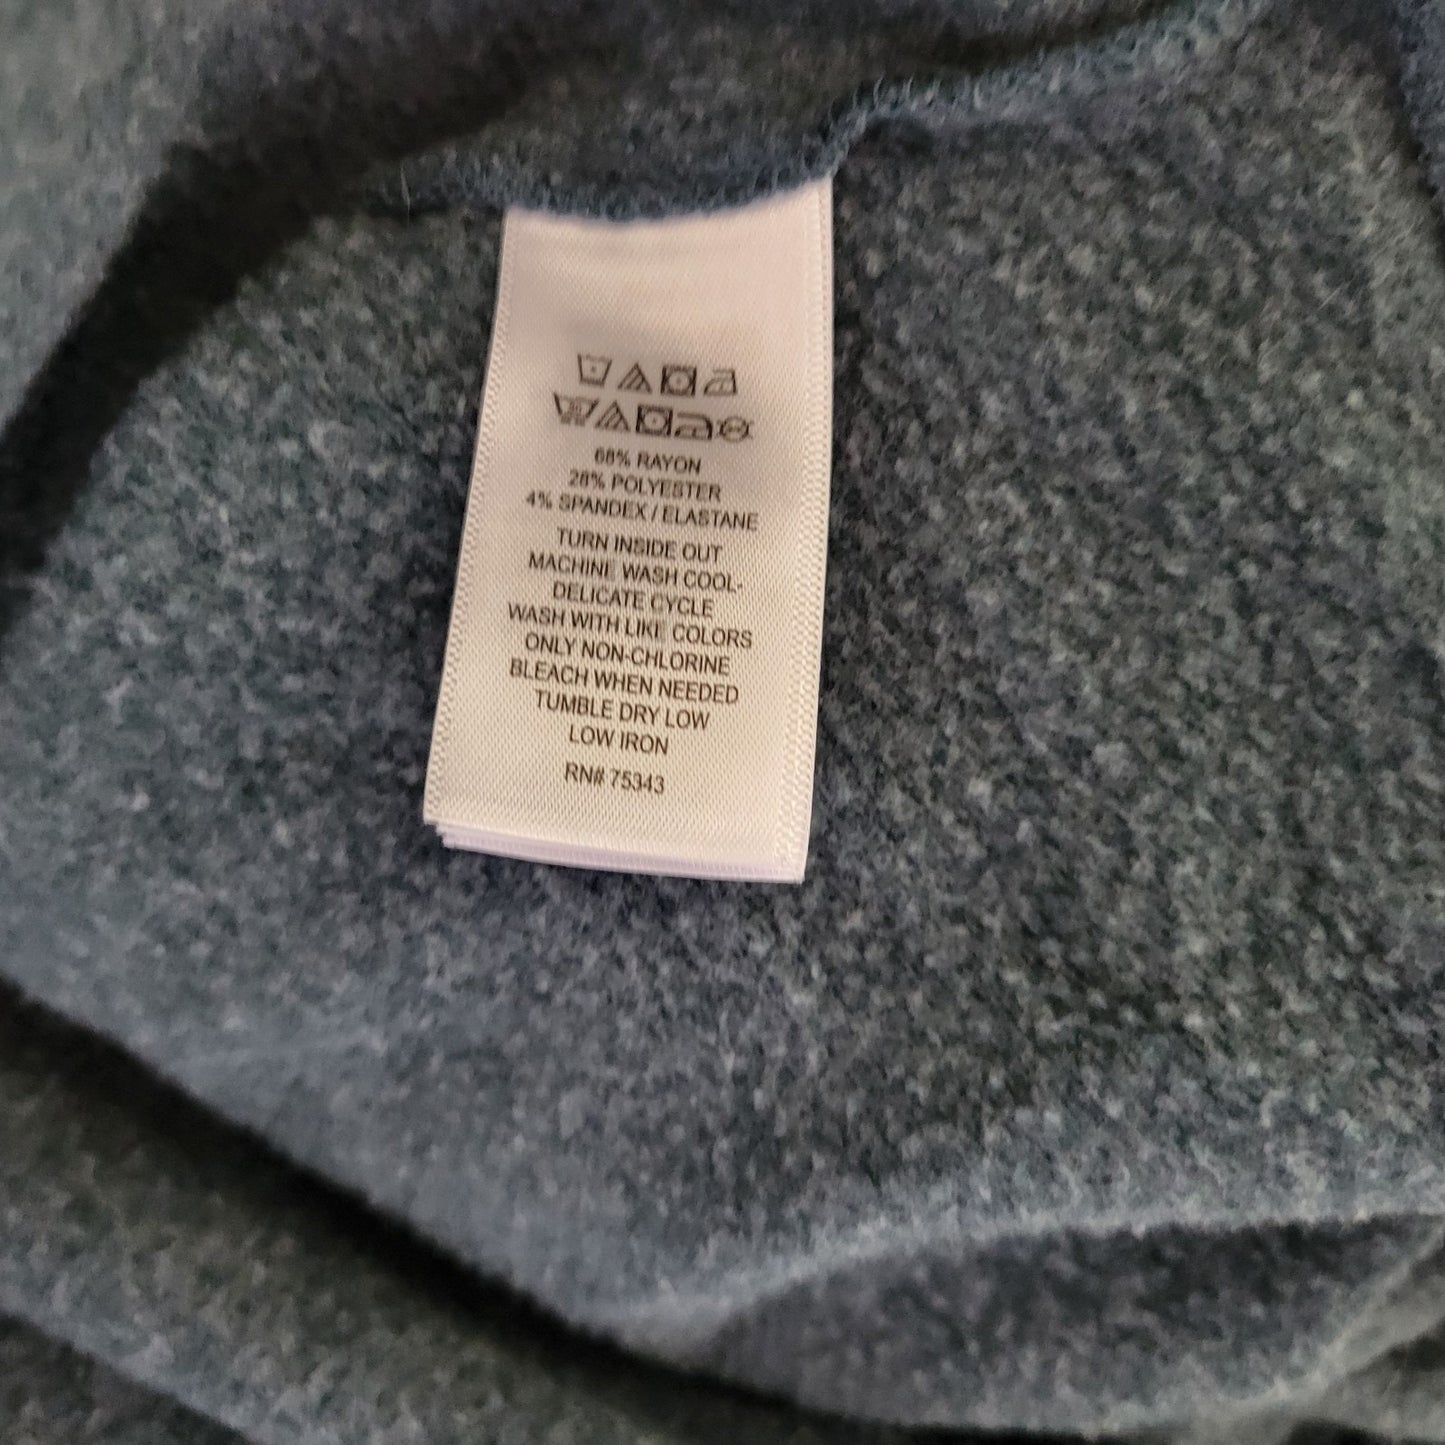 68% RAYON
28% POLYESTER
4% SPANDEX / ELASTANE
TURN INSIDE OUT
MACHINE WASH COOL-
DELICATE CYCLE
WASH WITH LIKE COLORS
ONLY NON-CHLORINE
BLEACH WHEN NEEDED
TUMBLE DRY LOW
LOW IRON
RN# 75343